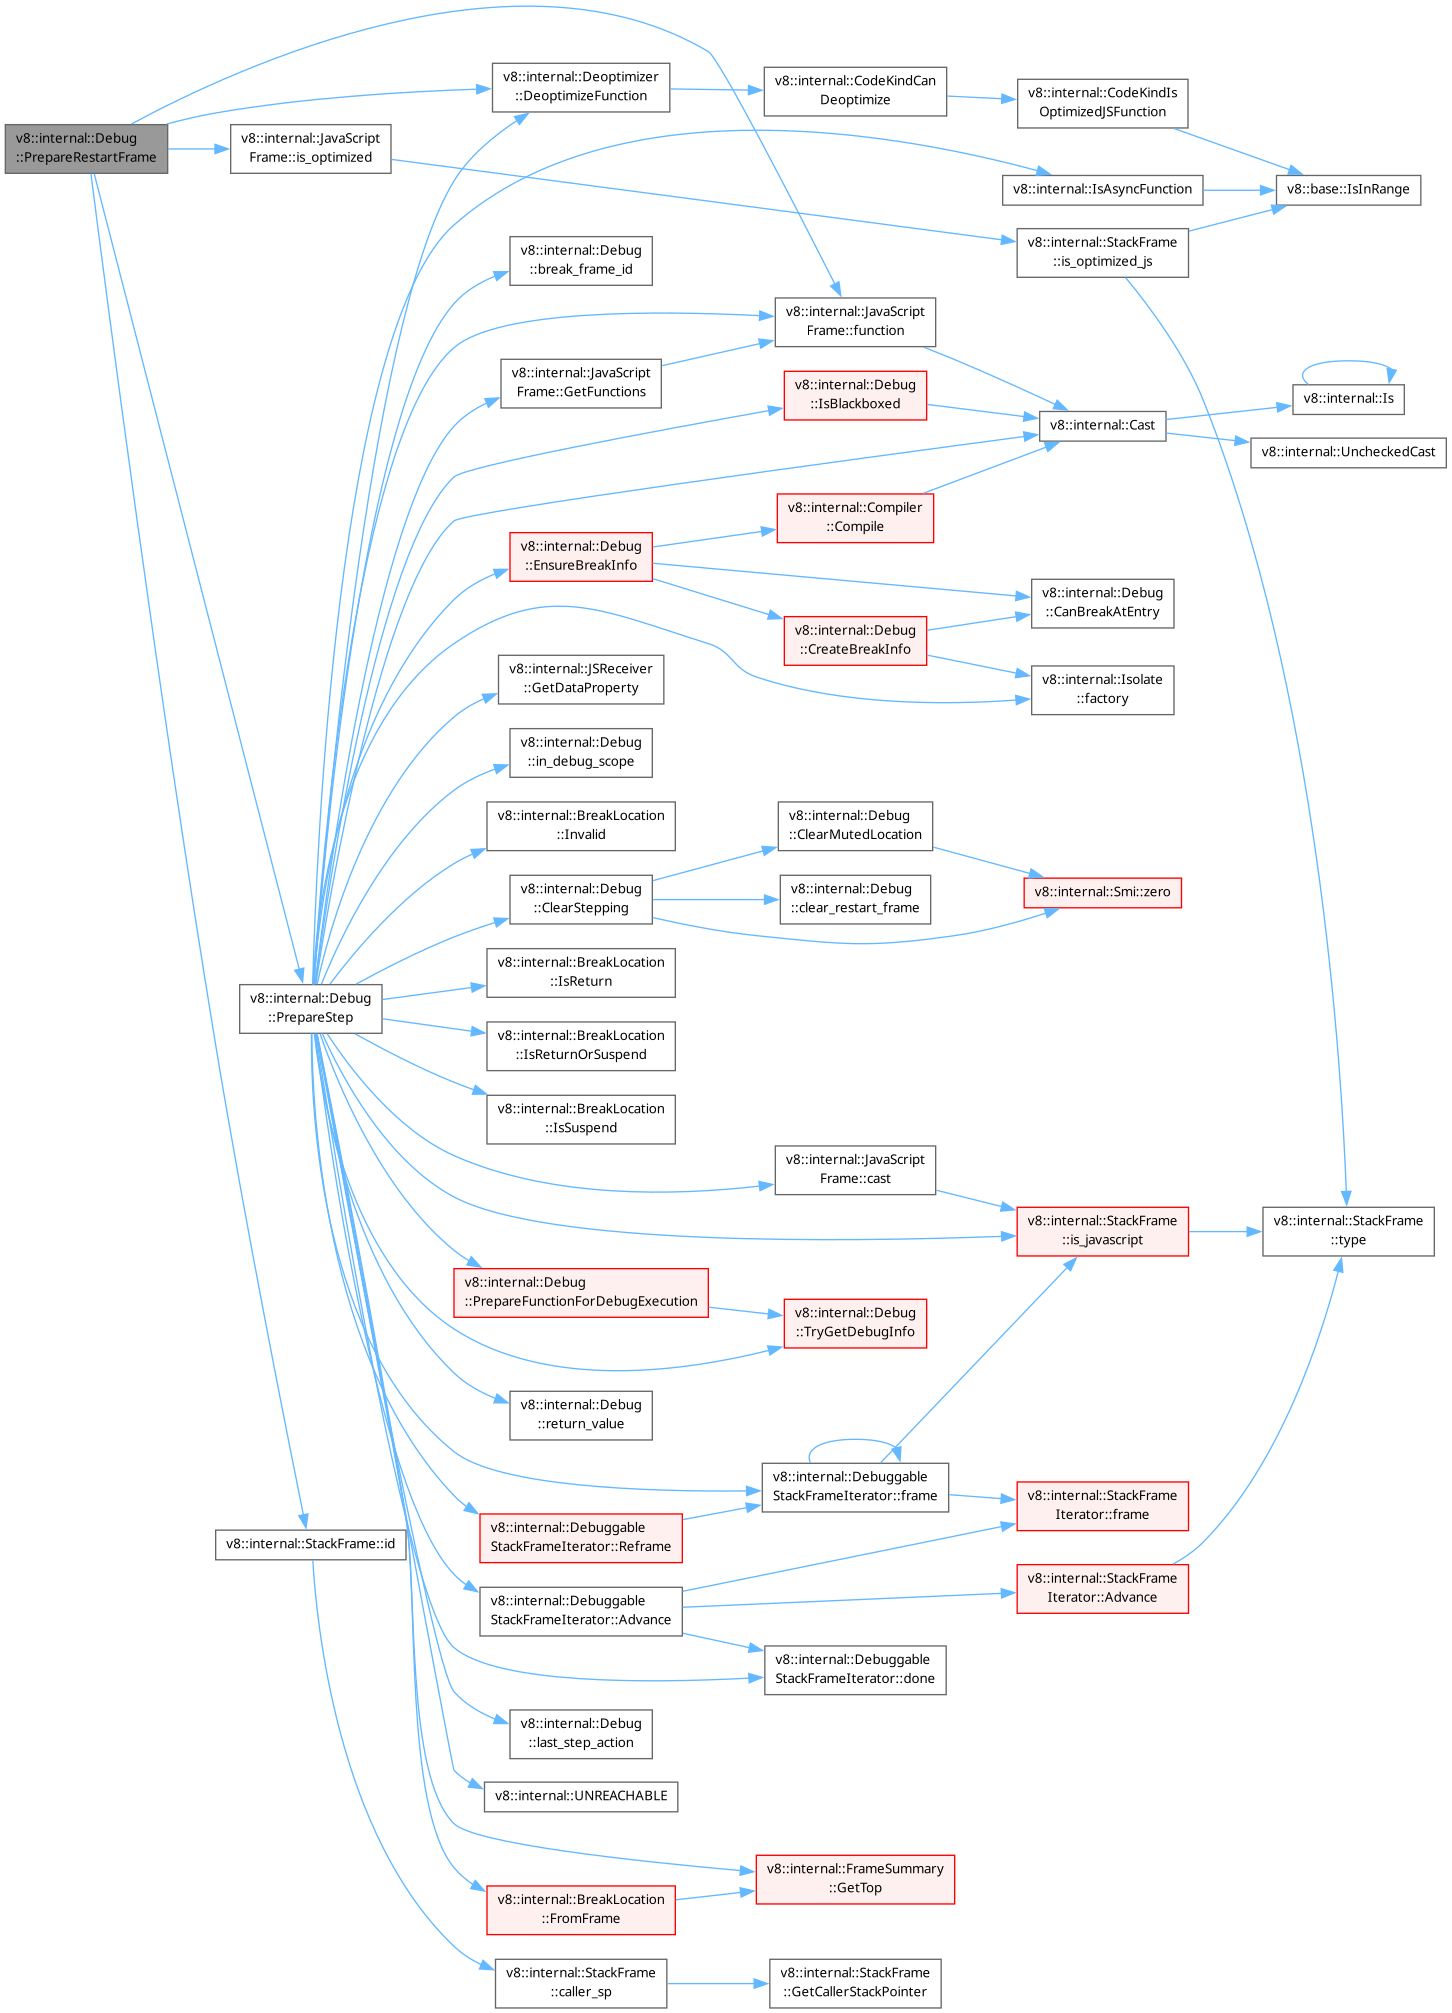 v8::internal::Debug
::PrepareRestartFrame
v8::internal::Deoptimizer
::DeoptimizeFunction
v8::internal::CodeKindCan
Deoptimize
v8::internal::CodeKindIs
OptimizedJSFunction
v8::internal::JavaScript
Frame::is_optimized
v8::internal::IsAsyncFunction
v8::base::IsInRange
v8::internal::StackFrame
::is_optimized_js
v8::internal::Debug
::break_frame_id
v8::internal::JavaScript
Frame::function
v8::internal::JavaScript
Frame::GetFunctions
v8::internal::Debug
::IsBlackboxed
v8::internal::Is
v8::internal::Cast
v8::internal::UncheckedCast
v8::internal::Compiler
::Compile
v8::internal::Debug
::EnsureBreakInfo
v8::internal::Debug
::CanBreakAtEntry
v8::internal::Debug
::CreateBreakInfo
v8::internal::Isolate
::factory
v8::internal::JSReceiver
::GetDataProperty
v8::internal::Debug
::in_debug_scope
v8::internal::BreakLocation
::Invalid
v8::internal::Debug
::ClearMutedLocation
v8::internal::Debug
::ClearStepping
v8::internal::Debug
::clear_restart_frame
v8::internal::Smi::zero
v8::internal::BreakLocation
::IsReturn
v8::internal::Debug
::PrepareStep
v8::internal::BreakLocation
::IsReturnOrSuspend
v8::internal::BreakLocation
::IsSuspend
v8::internal::JavaScript
Frame::cast
v8::internal::StackFrame
::is_javascript
v8::internal::StackFrame
::type
v8::internal::Debug
::PrepareFunctionForDebugExecution
v8::internal::Debug
::TryGetDebugInfo
v8::internal::Debug
::return_value
v8::internal::Debuggable
StackFrameIterator::frame
v8::internal::StackFrame
Iterator::frame
v8::internal::Debuggable
StackFrameIterator::Reframe
v8::internal::StackFrame::id
v8::internal::Debuggable
StackFrameIterator::Advance
v8::internal::StackFrame
Iterator::Advance
v8::internal::Debuggable
StackFrameIterator::done
v8::internal::Debug
::last_step_action
v8::internal::UNREACHABLE
v8::internal::FrameSummary
::GetTop
v8::internal::BreakLocation
::FromFrame
v8::internal::StackFrame
::caller_sp
v8::internal::StackFrame
::GetCallerStackPointer